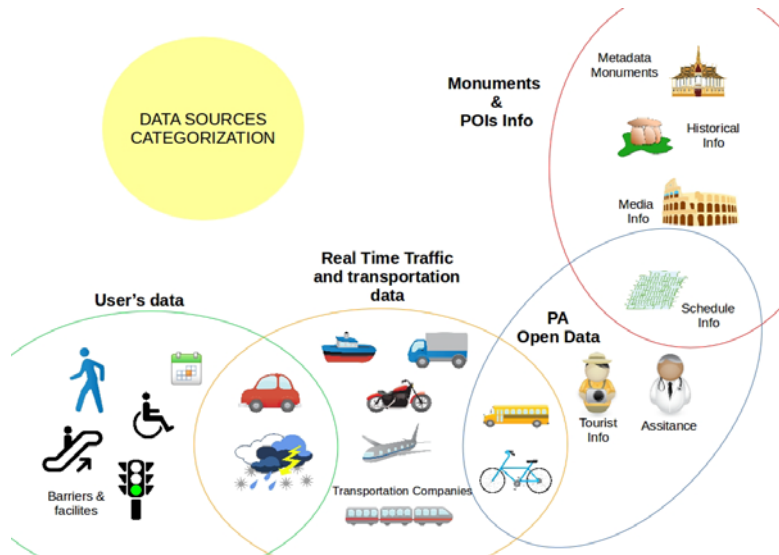 DATA SOURCES
CATEGORIZATION
Monuments
&
POIs Info
Metadata
Monuments
Historical
Info
Media
Info
Schedule
Info
Real Time Traffic
and transportation
data
User's data
PA
Open Data
Tourist
Info
Assitance
Transportation Companies
Barriers &
facilites